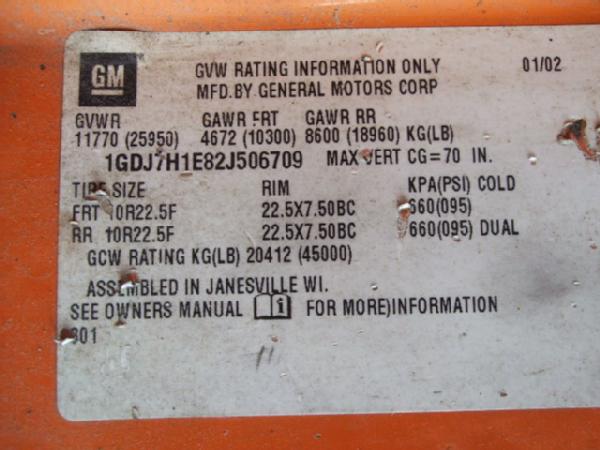 GM GVW RATING INFORMATION ONLY 01/02
MFD.BY GENERAL MOTORS CORP
GVWR GAWR FRT GAWR RR
11770 (25950) 4672 (10300) 8600 (18960) KG(LB)
1GDJ7H1E82J506709 MAX VERT CG=70 IN.
TIRE SIZE RIM KPA(PSI) COLD
FRT 10R22.5F 22.5X7.50BC 660(095)
RR 10R22.5F 22.5X7.50BC 660(095) DUAL
GCW RATING KG(LB) 20412 (45000)
ASSEMBLED IN JANESVILLE WI.
SEE OWNERS MANUAL i FOR MORE)INFORMATION
601